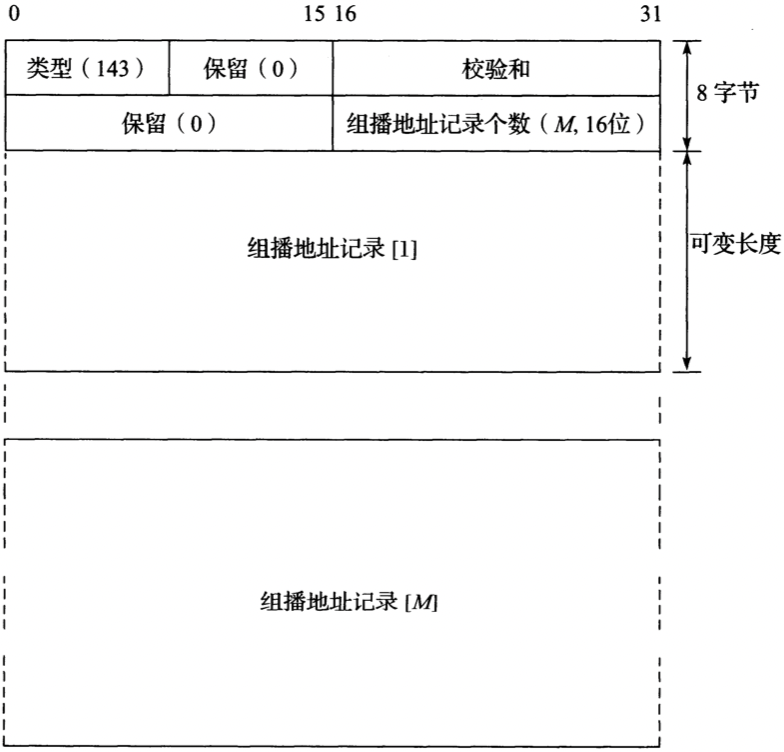 0 15 16 31
类型（143） 保留（0） 校验和
8字节
保留（0） 组播地址记录个数（M, 16位）
组播地址记录 [1]
可变长度
组播地址记录 [M]